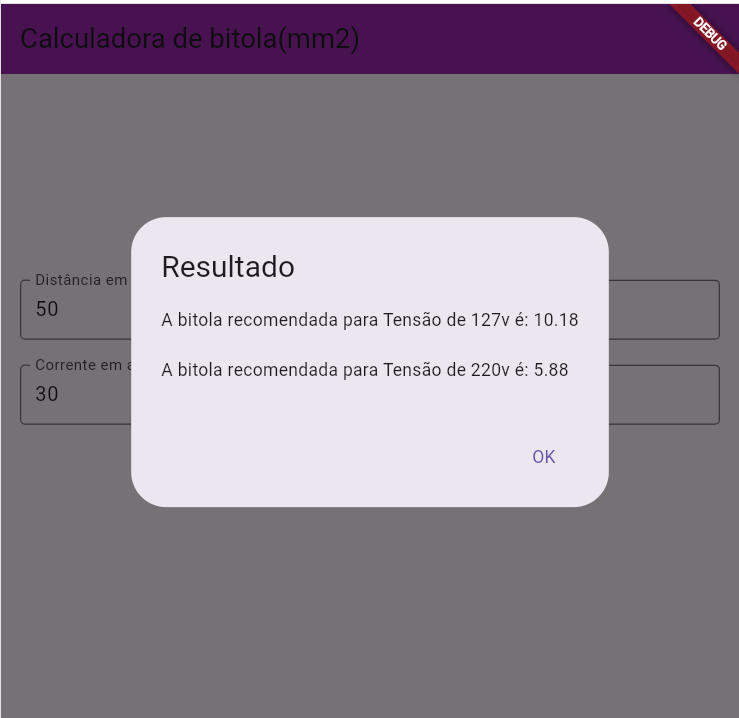 Calculadora de bitola(mm2)
DEBUG
Resultado
A bitola recomendada para Tensão de 127v é: 10.18
A bitola recomendada para Tensão de 220v é: 5.88
OK
Distância em
50
Corrente em
30